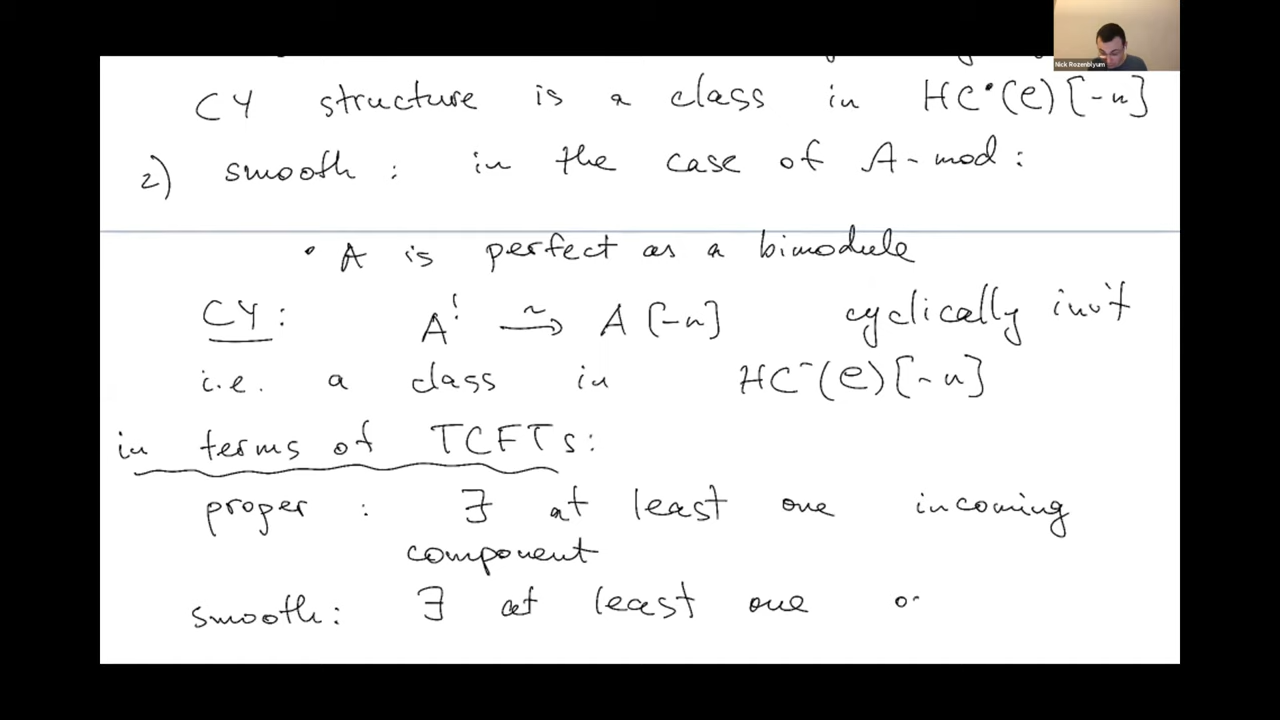 Nick Rozenblyum
CY structure is a class in HC•(C)[-n]
2) smooth : in the case of A-mod :
• A is perfect as a bimodule
CY : A! ~→ A[-n] cyclically inv't
i.e. a class in HC⁻(C)[-n]
in terms of TCFTs :
proper : ∃ at least one incoming
component
smooth : ∃ at least one